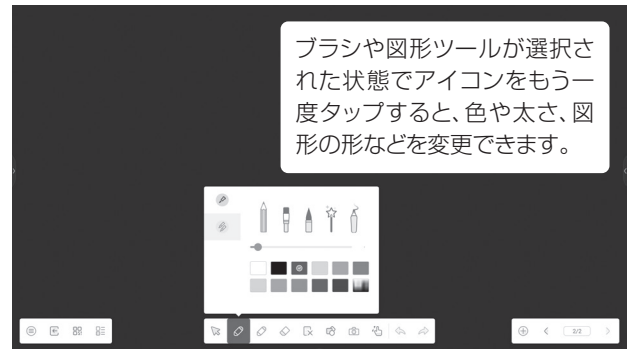 ブラシや図形ツールが選択さ
れた状態でアイコンをもう一
度タップすると、色や太さ、図
形の形などを変更できます。
2/2